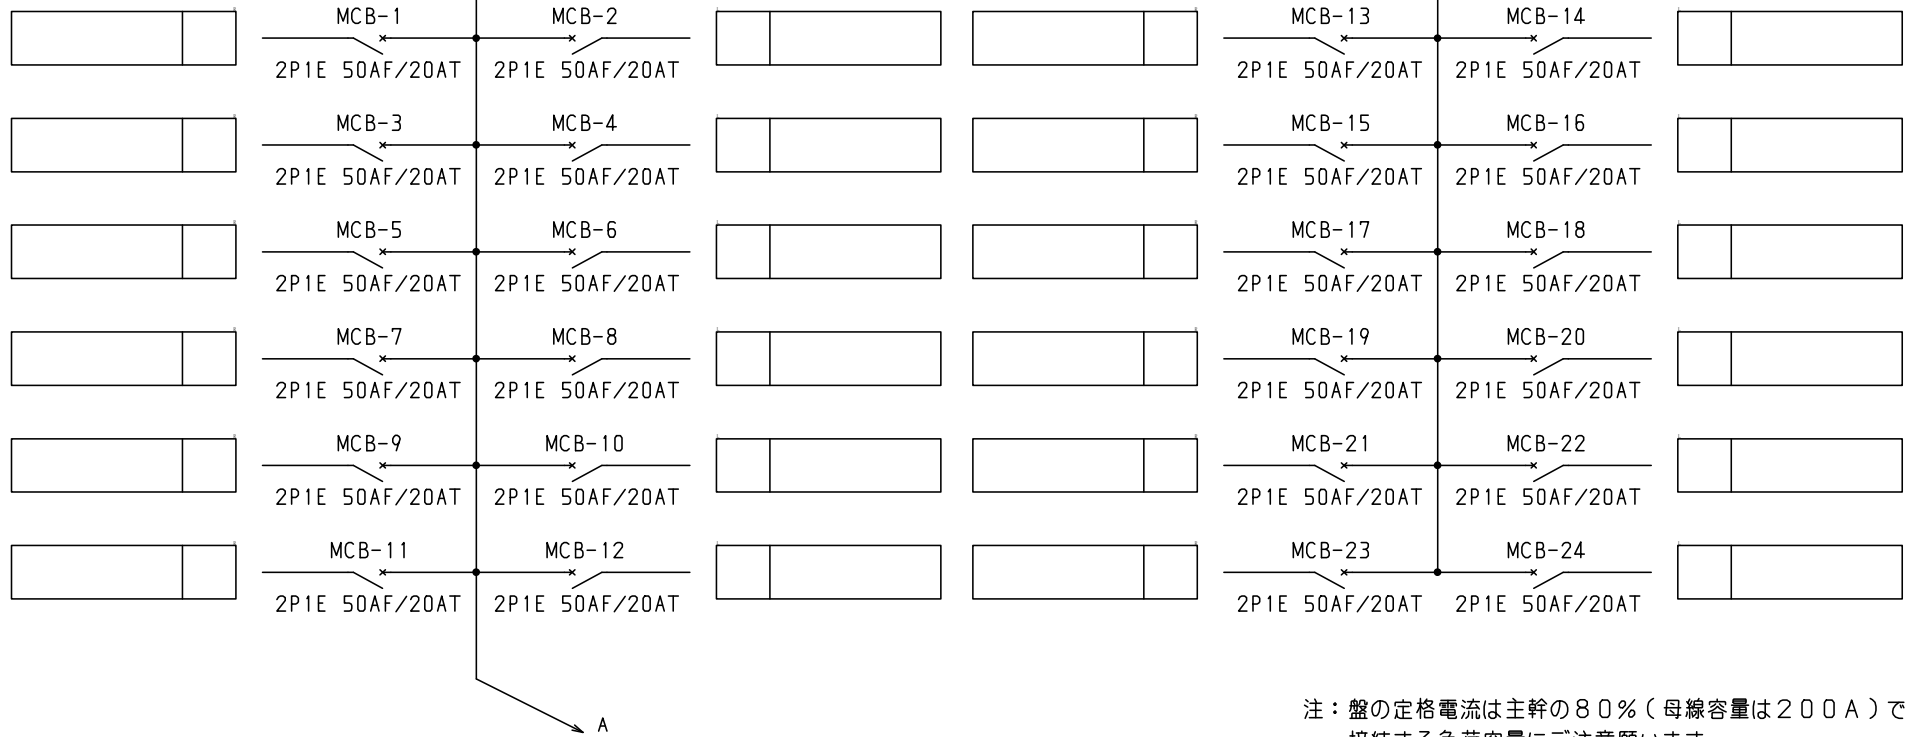 MCB-1 MCB-2 MCB-13 MCB-14
2P1E 50AF/20AT 2P1E 50AF/20AT 2P1E 50AF/20AT 2P1E 50AF/20AT
MCB-3 MCB-4 MCB-15 MCB-16
2P1E 50AF/20AT 2P1E 50AF/20AT 2P1E 50AF/20AT 2P1E 50AF/20AT
MCB-5 MCB-6 MCB-17 MCB-18
2P1E 50AF/20AT 2P1E 50AF/20AT 2P1E 50AF/20AT 2P1E 50AF/20AT
MCB-7 MCB-8 MCB-19 MCB-20
2P1E 50AF/20AT 2P1E 50AF/20AT 2P1E 50AF/20AT 2P1E 50AF/20AT
MCB-9 MCB-10 MCB-21 MCB-22
2P1E 50AF/20AT 2P1E 50AF/20AT 2P1E 50AF/20AT 2P1E 50AF/20AT
MCB-11 MCB-12 MCB-23 MCB-24
2P1E 50AF/20AT 2P1E 50AF/20AT 2P1E 50AF/20AT 2P1E 50AF/20AT
A
注：盤の定格電流は主幹の８０％（母線容量は２００Ａ）で